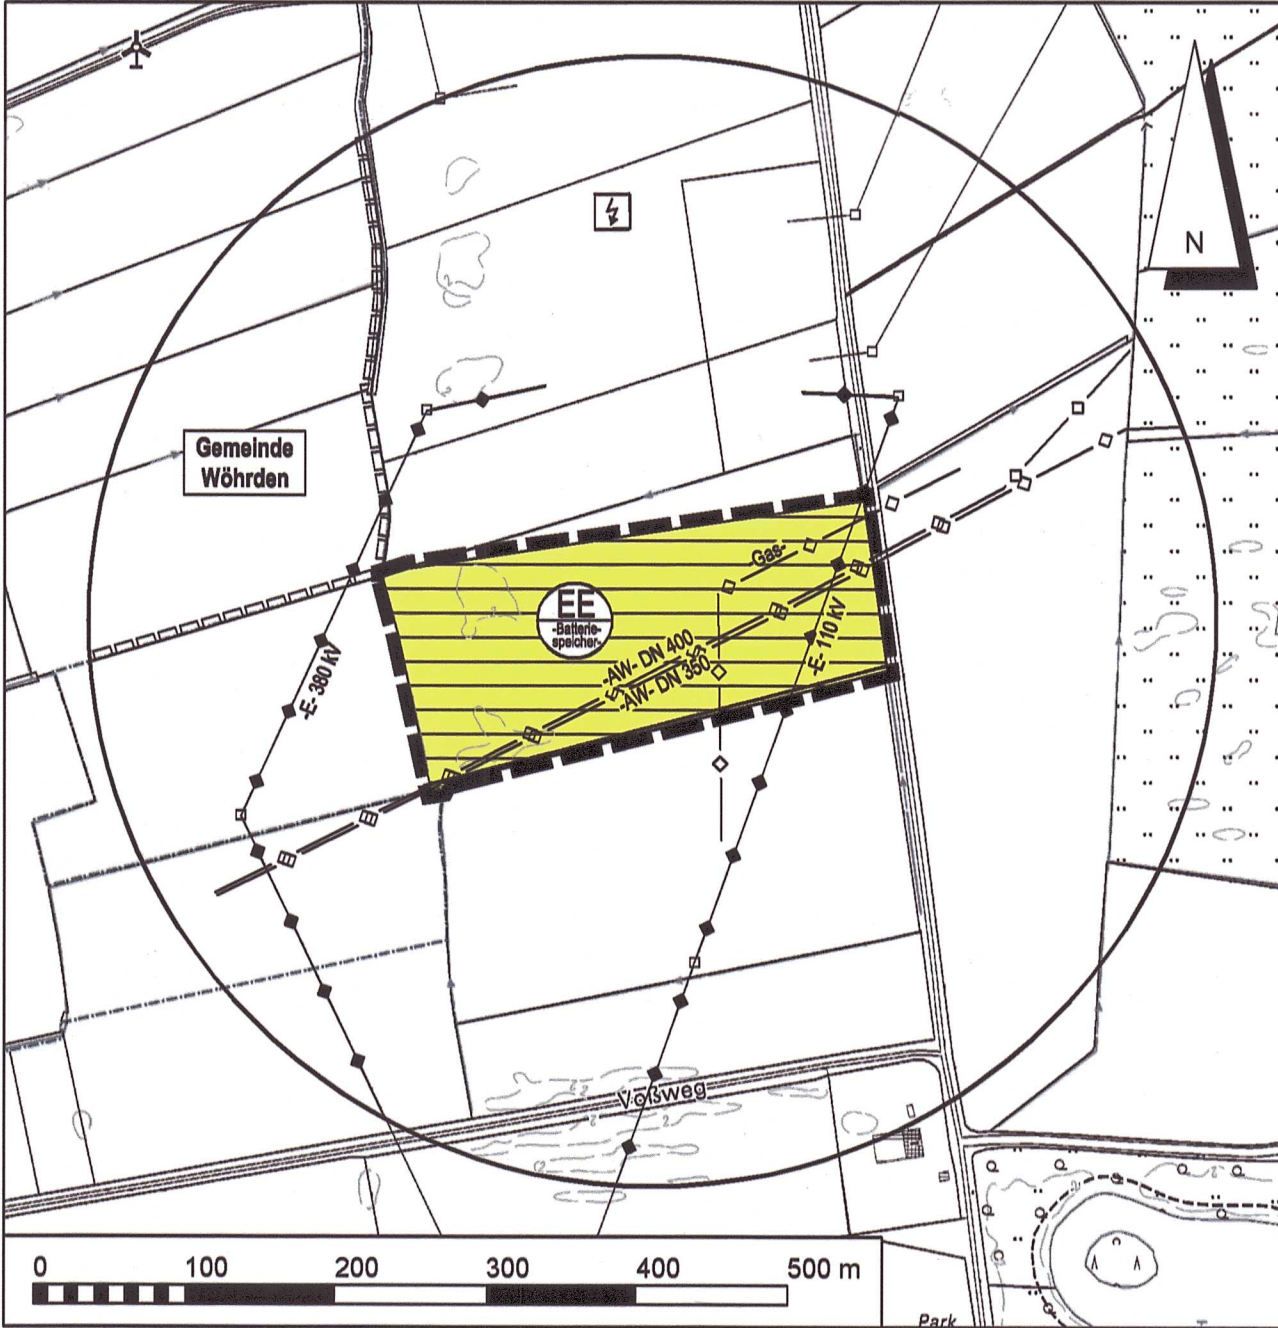 N
Gemeinde
Wöhrden
-Gas-
EE
-Batterie-
speicher-
-AW- DN 400
-AW- DN 350
-E- 110 kV
-E- 380 kV
Voßweg
0 100 200 300 400 500 m
Park